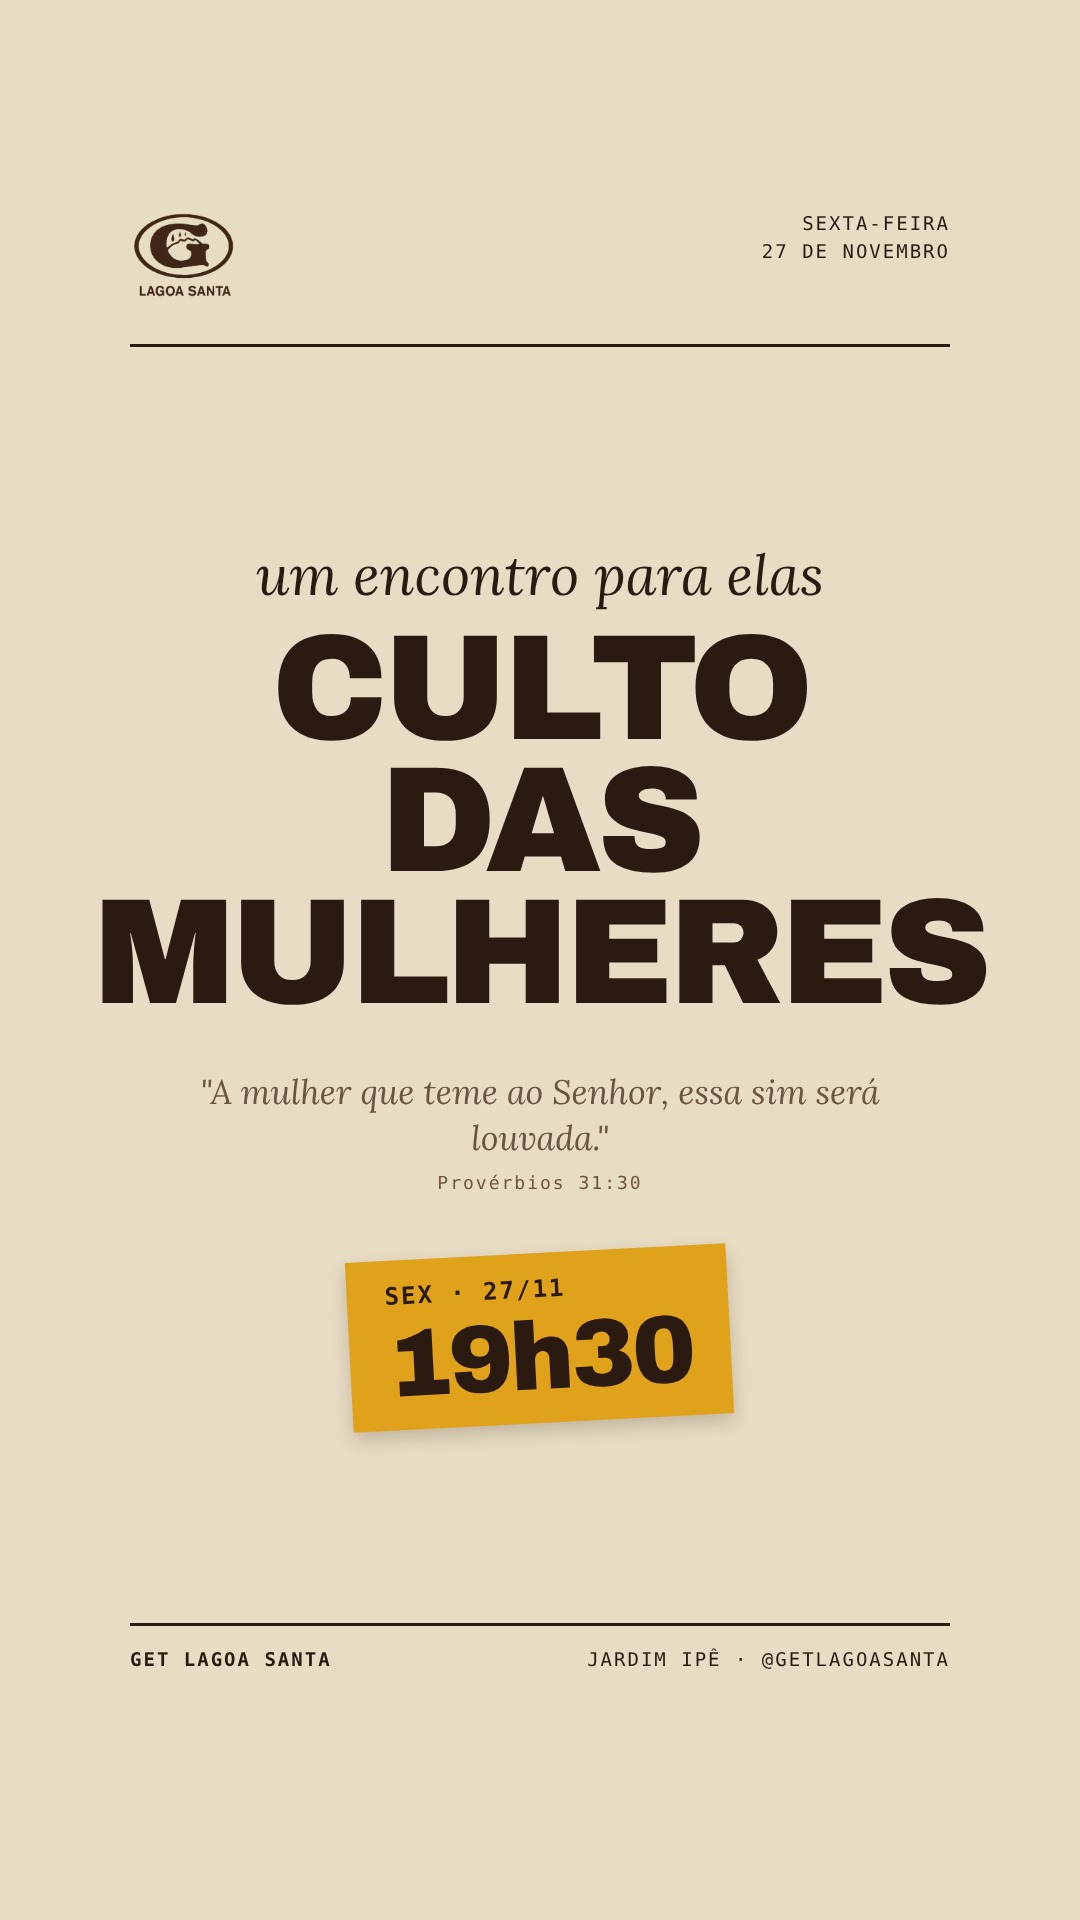 G
LAGOA SANTA
SEXTA-FEIRA
27 DE NOVEMBRO
um encontro para elas
CULTO
DAS
MULHERES
"A mulher que teme ao Senhor, essa sim será
louvada."
Provérbios 31:30
SEX · 27/11
19h30
GET LAGOA SANTA
JARDIM IPÊ · @GETLAGOASANTA